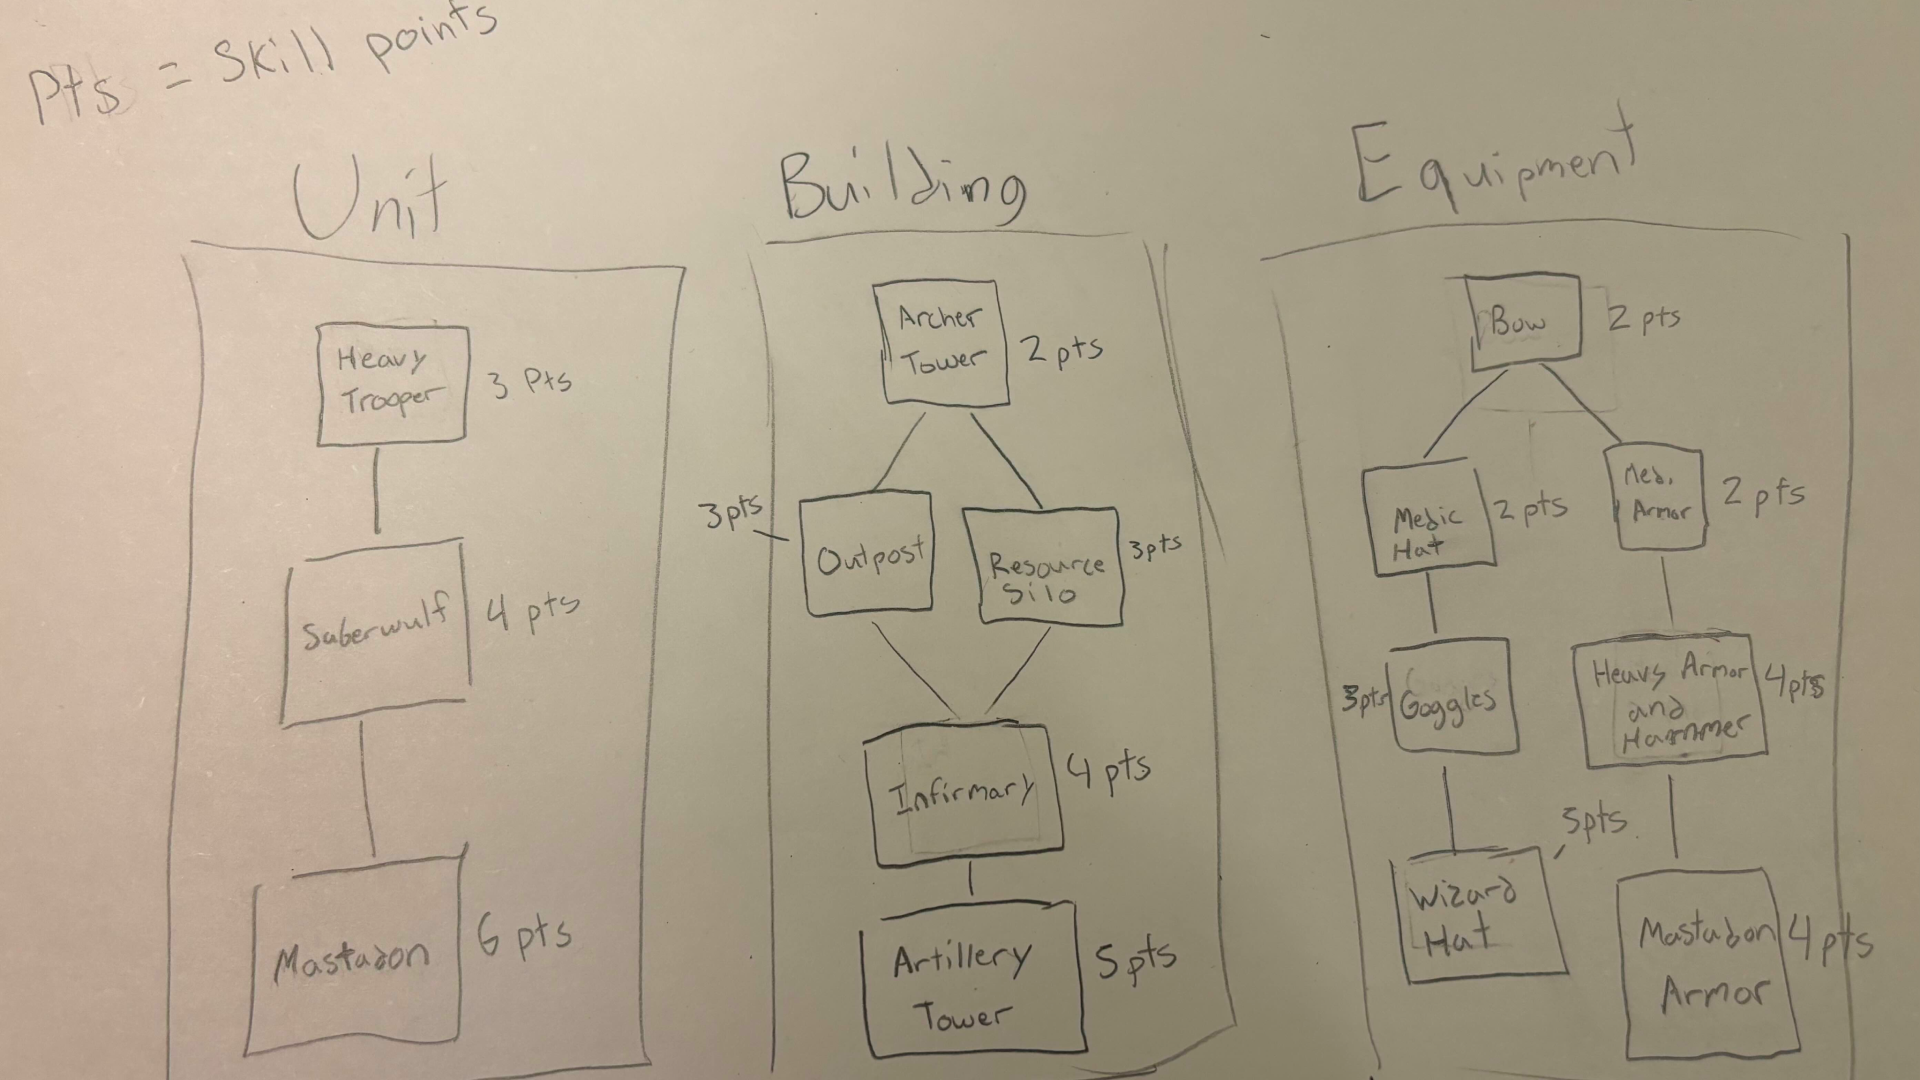 Pts = Skill points
Unit
Heavy
Trooper
3 Pts
Saberwulf
4 pts
Mastadon
6 pts
Building
Archer
Tower
2 pts
3pts
Outpost
Resource
Silo
3pts
Infirmary
4 pts
Artillery
Tower
5 pts
Equipment
Bow
2 pts
Medic
Hat
2 pts
Med.
Armor
2 pts
3pts
Goggles
Heavy Armor
and
Hammer
4pts
5pts
Wizard
Hat
Mastadon
Armor
4 pts